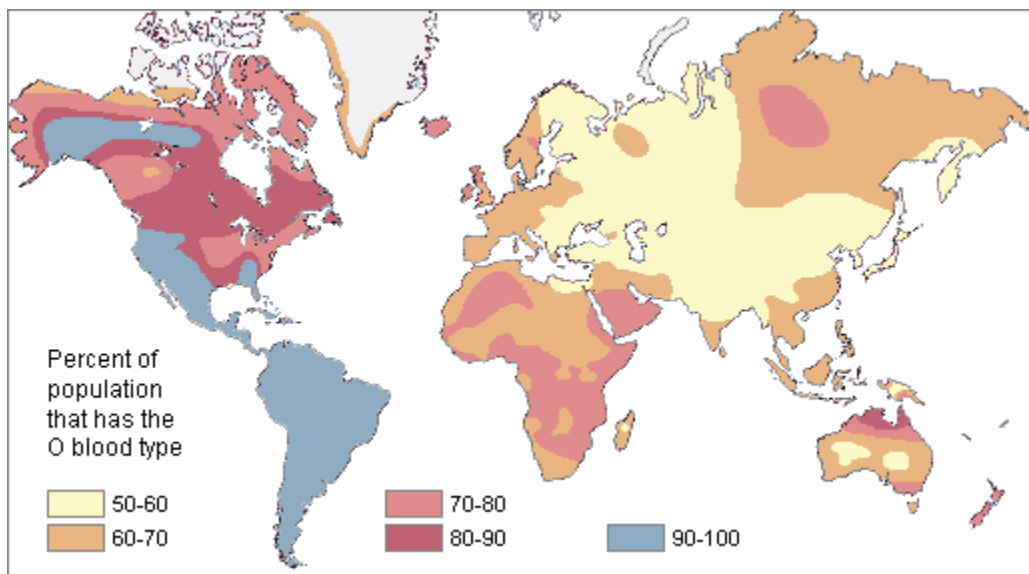 Percent of
population
that has the
O blood type
50-60
60-70
70-80
80-90
90-100